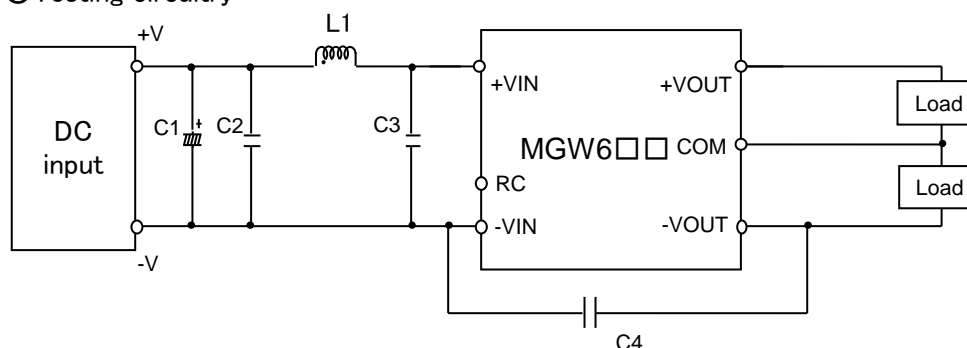 Testing circuitry
+V
L1
+VIN
+VOUT
Load
DC
input
C1
+
C2
C3
MGW6□□
COM
RC
Load
-VIN
-VOUT
-V
C4